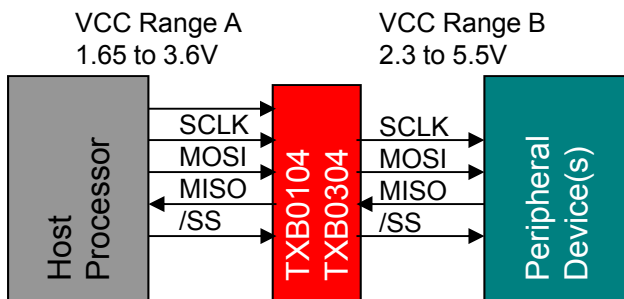 VCC Range A
1.65 to 3.6V
VCC Range B
2.3 to 5.5V
Host
Processor
SCLK
MOSI
MISO
/SS
TXB0104
TXB0304
SCLK
MOSI
MISO
/SS
Peripheral
Device(s)